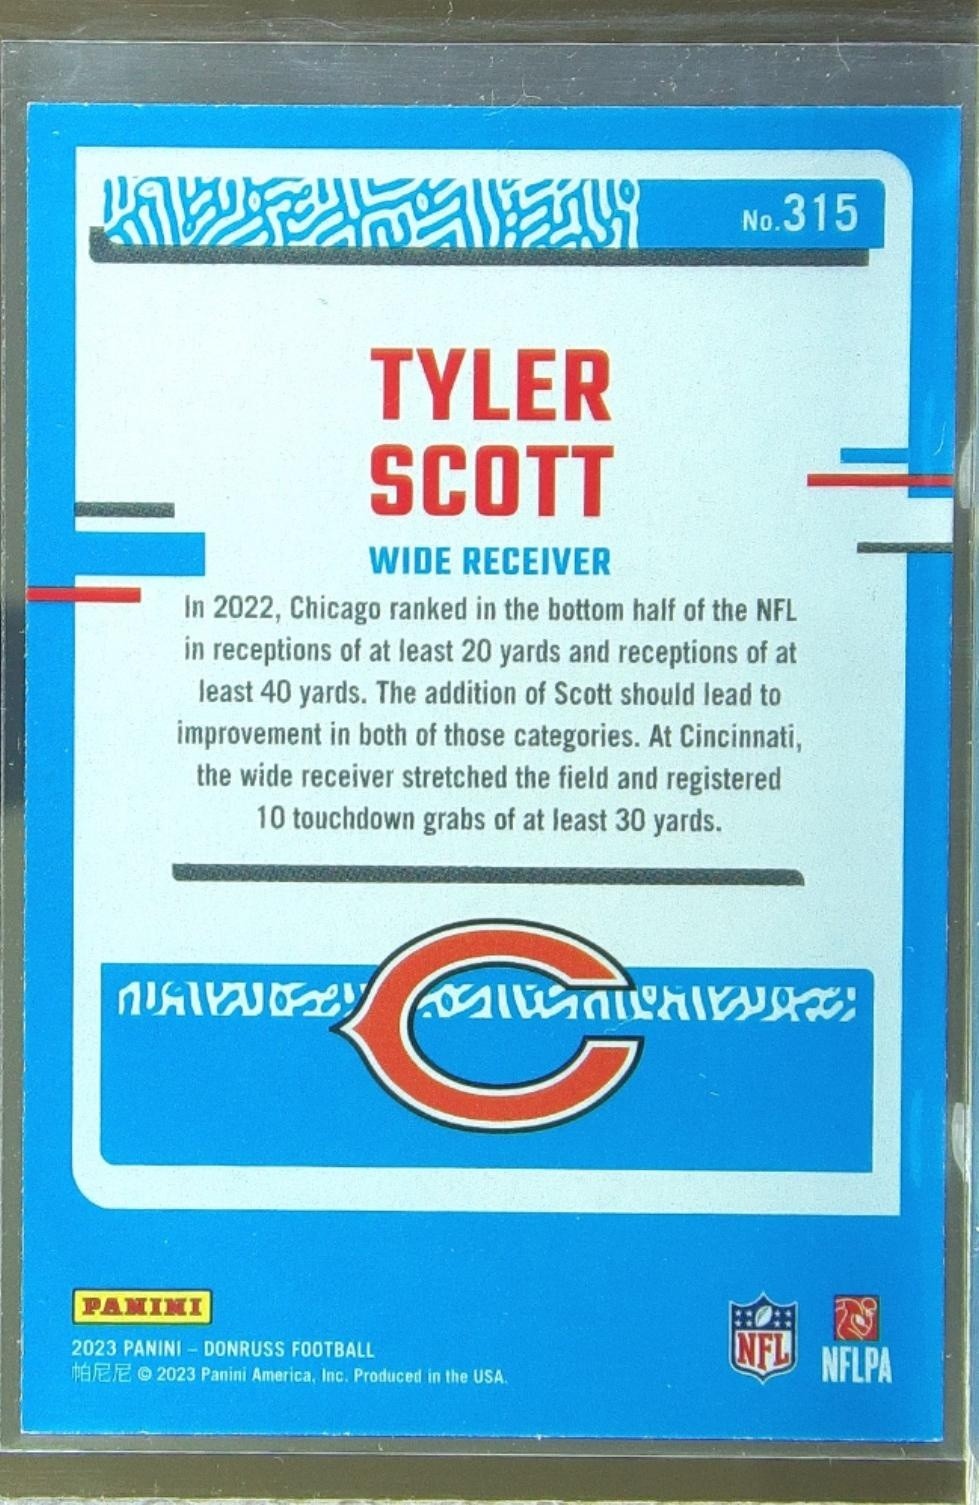 No.315
TYLER
SCOTT
WIDE RECEIVER
In 2022, Chicago ranked in the bottom half of the NFL
in receptions of at least 20 yards and receptions of at
least 40 yards. The addition of Scott should lead to
improvement in both of those categories. At Cincinnati,
the wide receiver stretched the field and registered
10 touchdown grabs of at least 30 yards.
C
PANINI
2023 PANINI – DONRUSS FOOTBALL
帕尼尼 © 2023 Panini America, Inc. Produced in the USA.
NFL
NFLPA